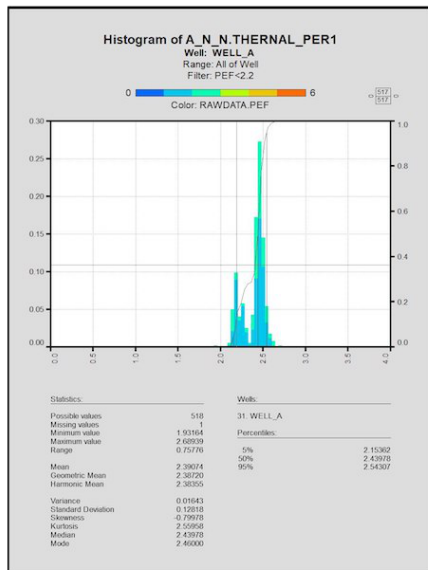 Histogram of A_N_N.THERNAL_PER1
Well: WELL_A
Range: All of Well
Filter: PEF<2.2
0 6
Color: RAWDATA.PEF
517
517
0.30 1.0
0.25
0.8
0.20
0.6
0.15
0.10 0.4
0.05 0.2
0.00 0.0
0.0 0.5 1.0 1.5 2.0 2.5 3.0 3.5 4.0
Statistics: Wells:
Possible values 518 31. WELL_A
Missing values 1
Minimum value 1.93164 Percentiles:
Maximum value 2.68939
Range 0.75776 5% 2.15362
50% 2.43978
Mean 2.39074 95% 2.54307
Geometric Mean 2.38720
Harmonic Mean 2.38355
Variance 0.01643
Standard Deviation 0.12818
Skewness -0.79978
Kurtosis 2.55958
Median 2.43978
Mode 2.46000